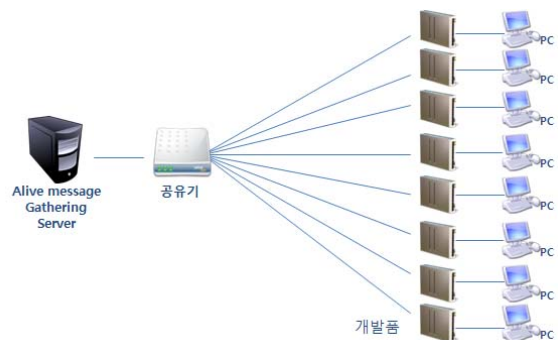 PC
PC
PC
PC
PC
PC
PC
PC
Alive message
Gathering
Server
공유기
개발품